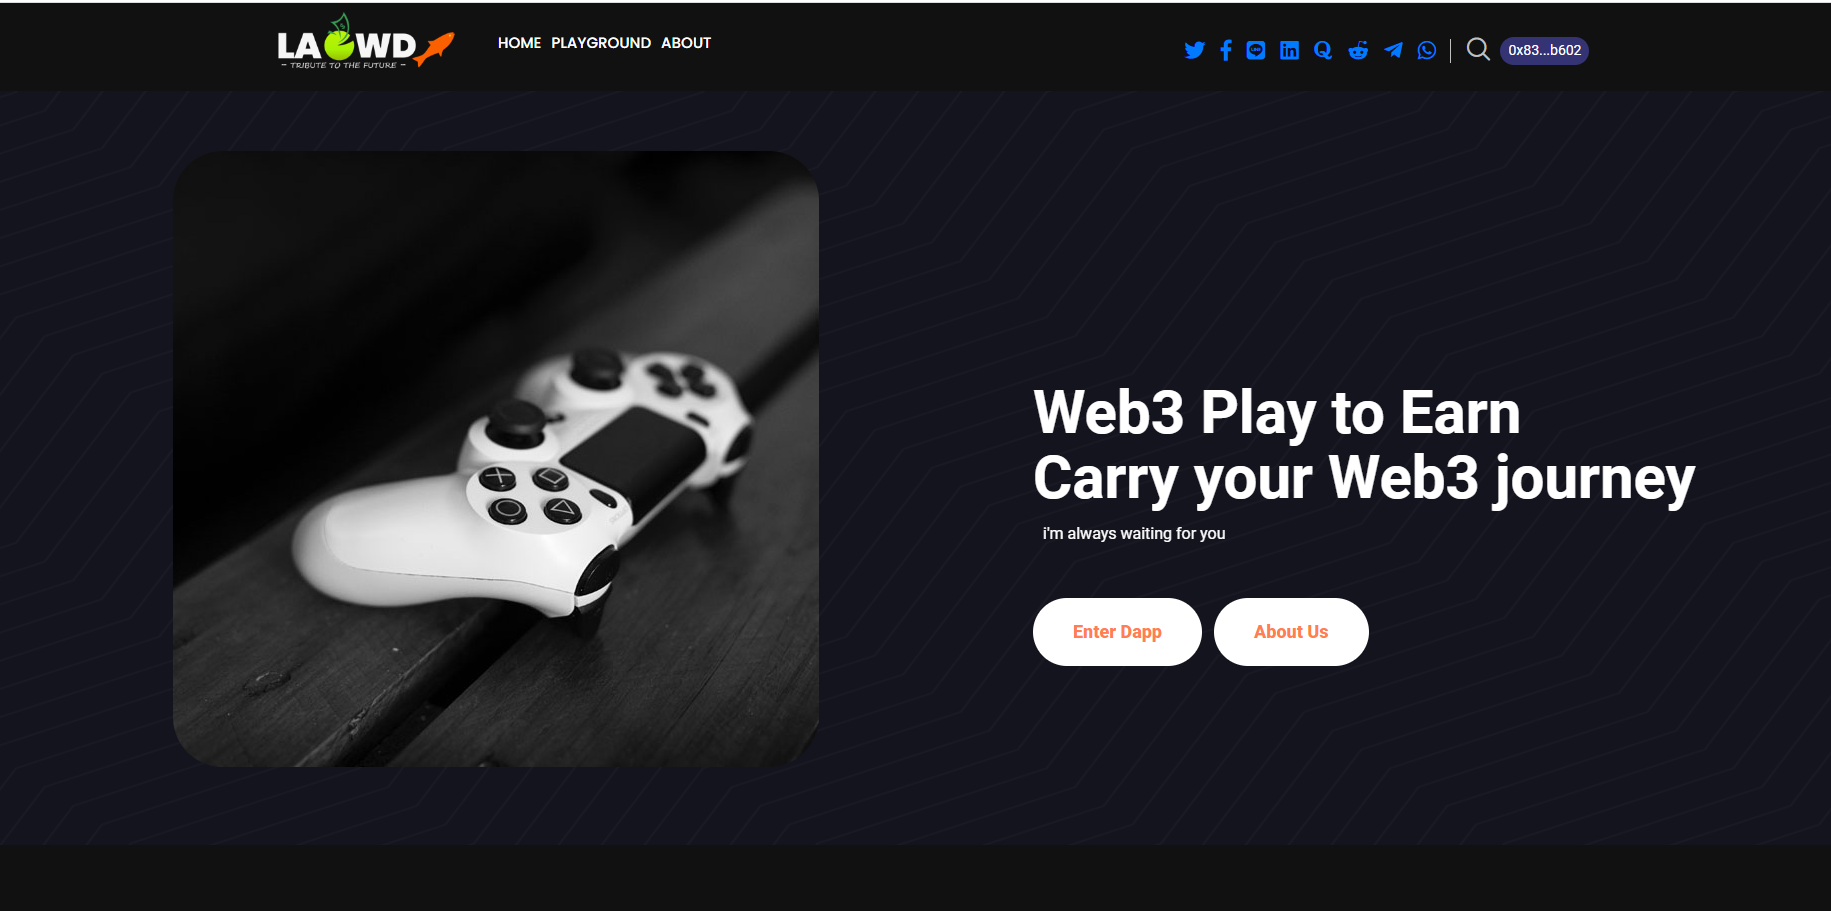 LAOWD
- TRIBUTE TO THE FUTURE -
HOME PLAYGROUND ABOUT
0x83...b602
Web3 Play to Earn
Carry your Web3 journey
i'm always waiting for you
Enter Dapp
About Us